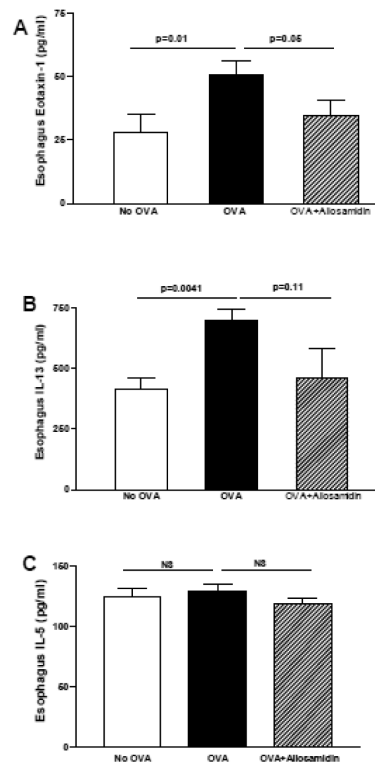 A
Esophagus Eotaxin-1 (pg/ml)
75
50
25
0
p=0.01
p=0.05
No OVA
OVA
OVA+Allosamidin
B
Esophagus IL-13 (pg/ml)
750
500
250
0
p=0.0041
p=0.11
No OVA
OVA
OVA+Allosamidin
C
Esophagus IL-5 (pg/ml)
150
100
50
0
NS
NS
No OVA
OVA
OVA+Allosamidin